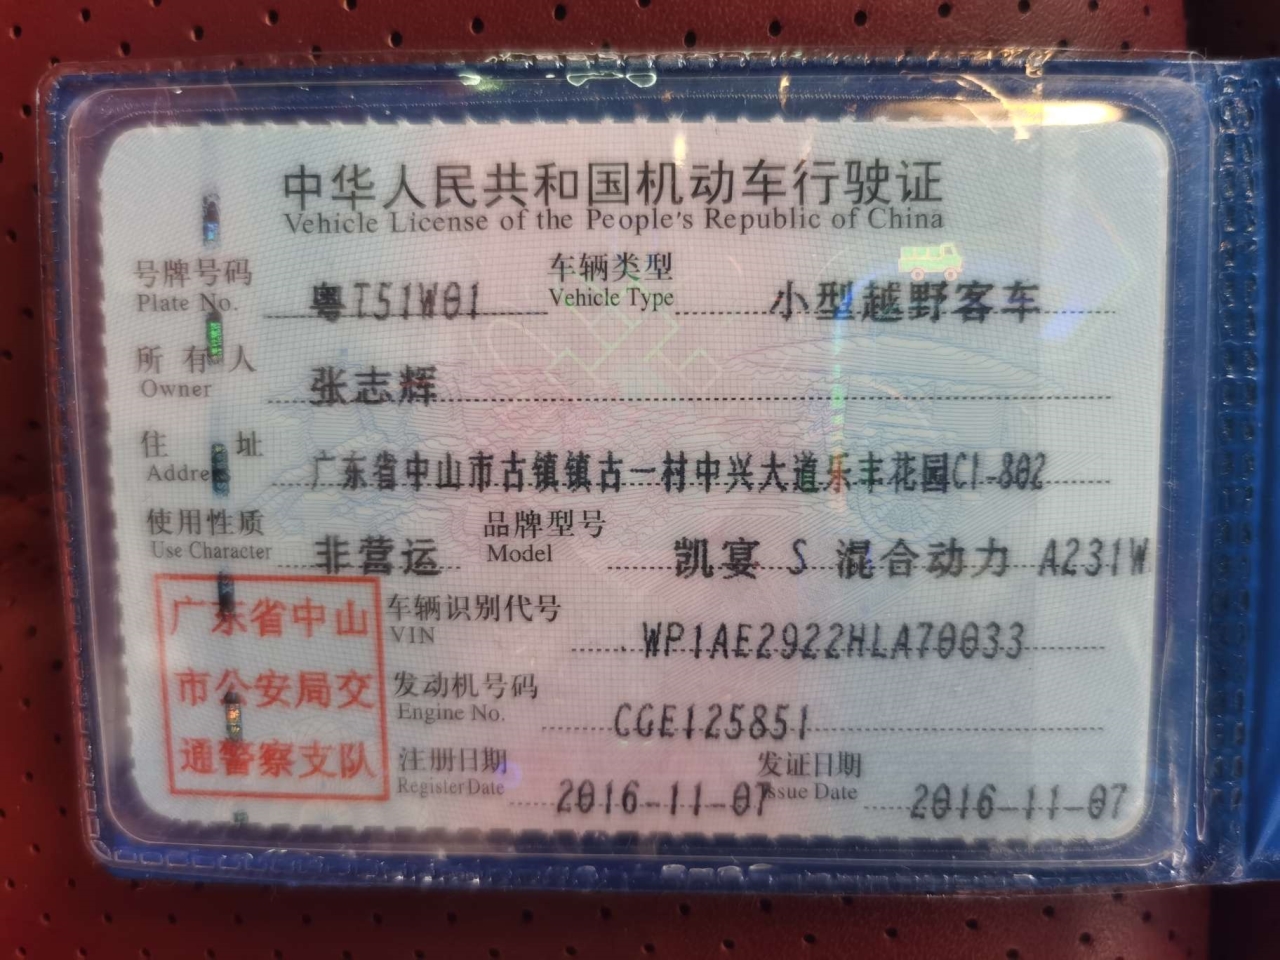 中华人民共和国机动车行驶证
Vehicle License of the People's Republic of China
号牌号码 粤T51W01 车辆类型 小型越野客车
Plate No. Vehicle Type
所有人 张志辉
Owner
住址 广东省中山市古镇镇古一村中兴大道乐丰花园C1-802
Address
使用性质 非营运 品牌型号 凯宴 S 混合动力 A231W
Use Character Model
广东省中山
市公安局交
通警察支队
车辆识别代号 WP1AE2922HLA70033
VIN
发动机号码 CGE125851
Engine No.
注册日期 2016-11-07 发证日期 2016-11-07
Register Date Issue Date